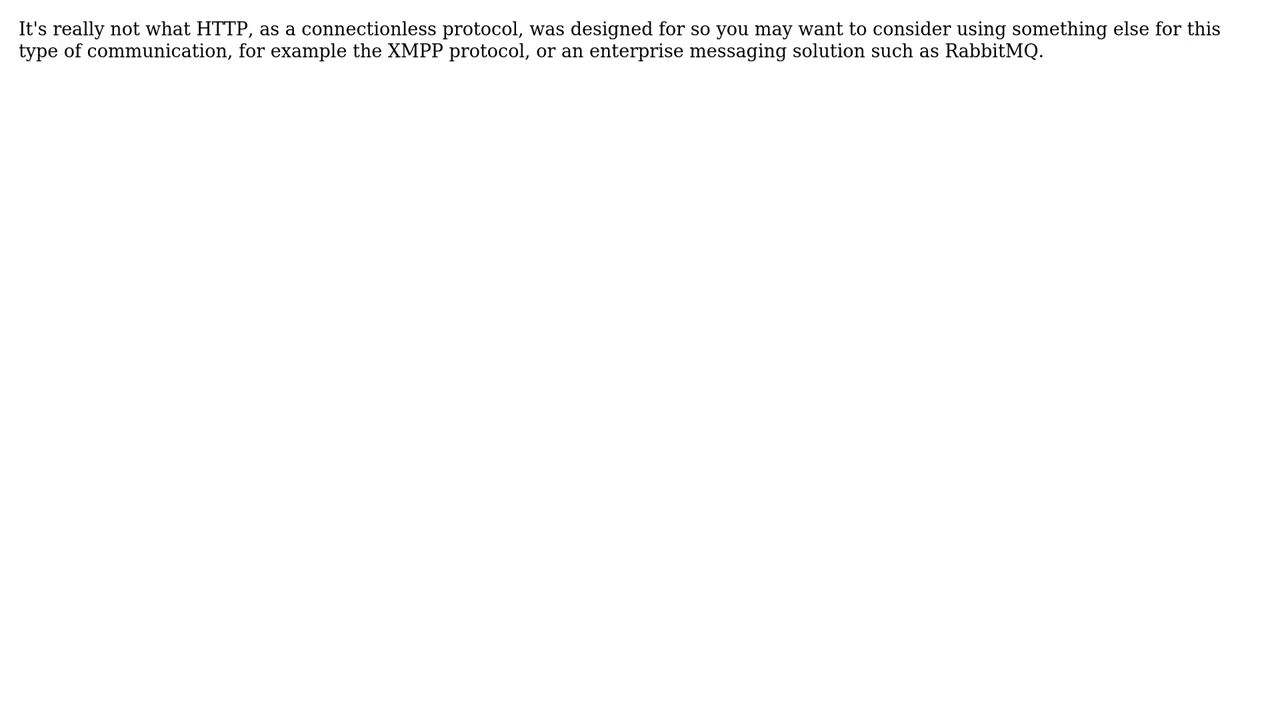 It's really not what HTTP, as a connectionless protocol, was designed for so you may want to consider using something else for this
type of communication, for example the XMPP protocol, or an enterprise messaging solution such as RabbitMQ.